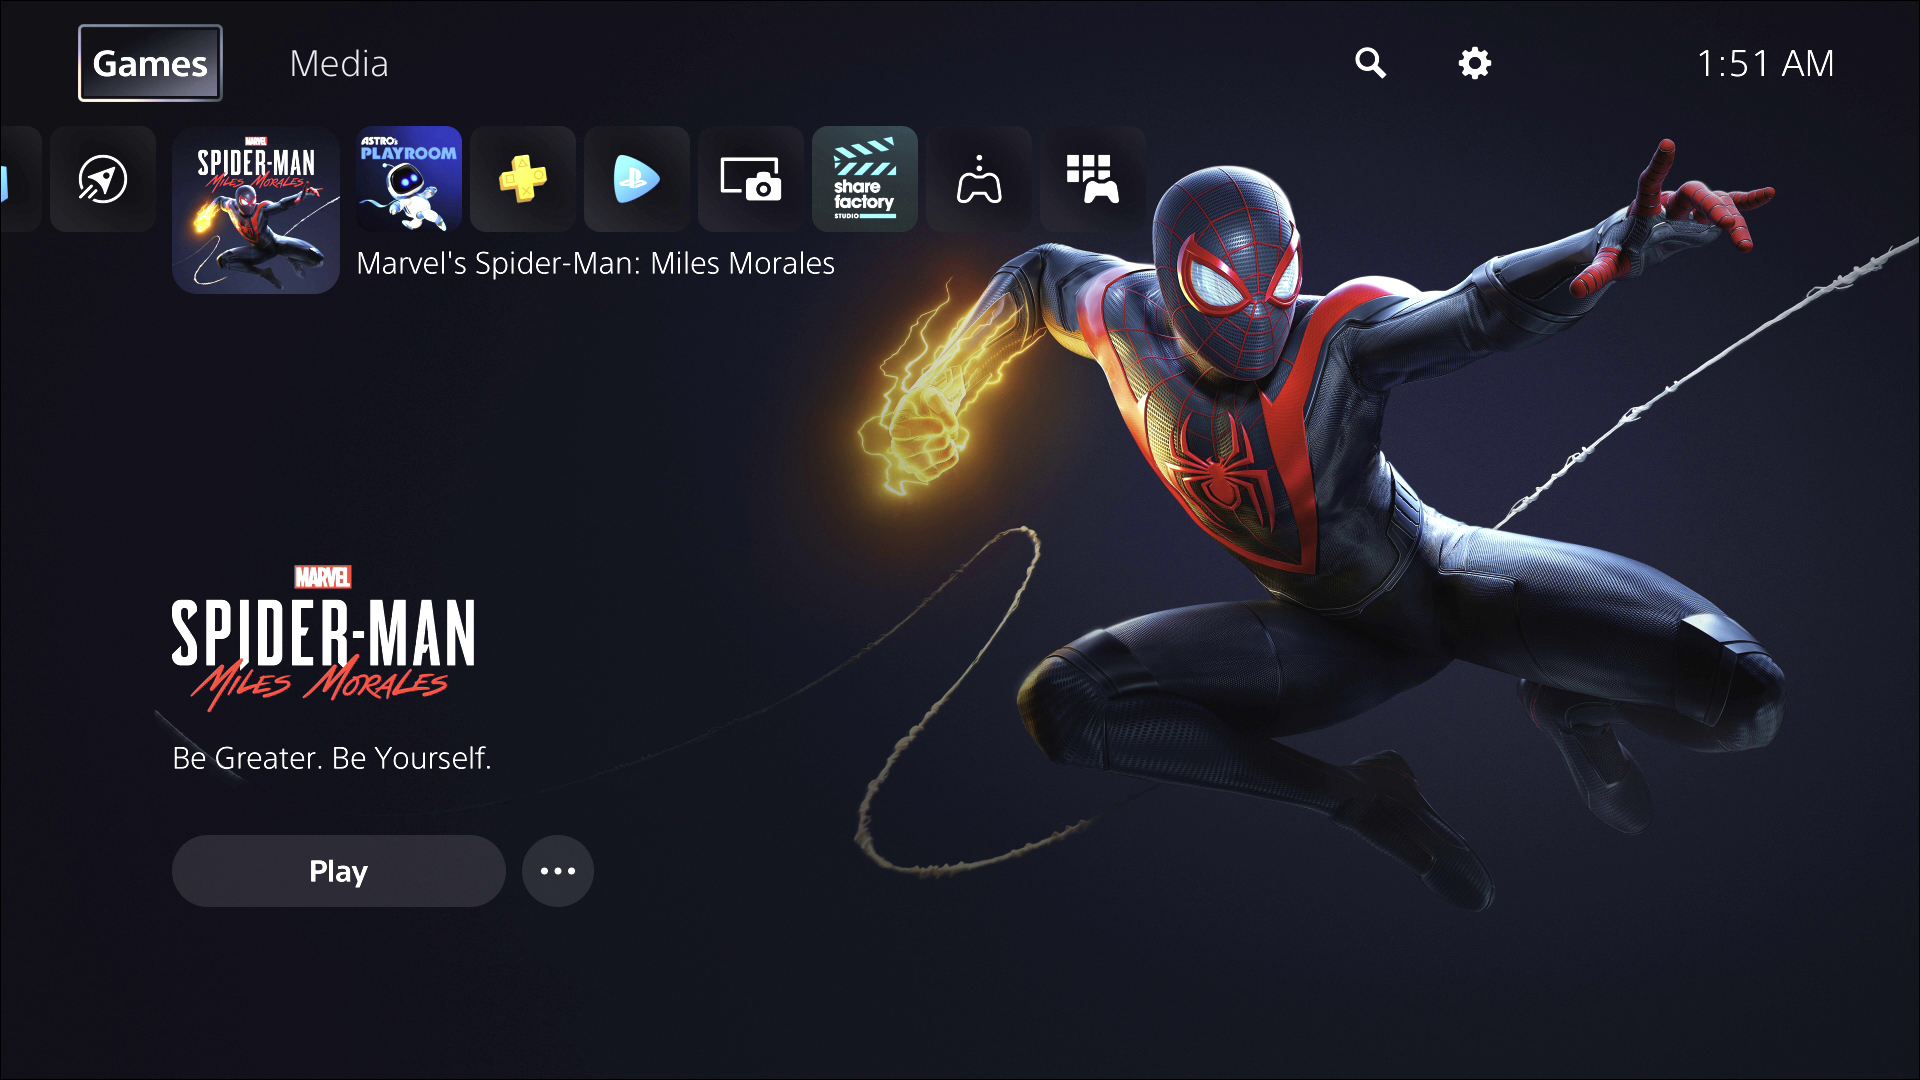 Games
Media
1:51 AM
MARVEL
SPIDER-MAN
MILES MORALES
ASTRO's
PLAYROOM
share
factory
STUDIO
Marvel's Spider-Man: Miles Morales
MARVEL
SPIDER-MAN
MILES MORALES
Be Greater. Be Yourself.
Play